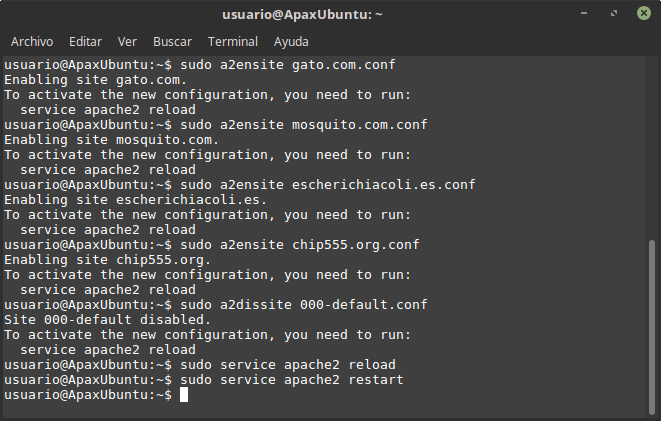 usuario@ApaxUbuntu: ~
Archivo Editar Ver Buscar Terminal Ayuda
usuario@ApaxUbuntu:~$ sudo a2ensite gato.com.conf
Enabling site gato.com.
To activate the new configuration, you need to run:
  service apache2 reload
usuario@ApaxUbuntu:~$ sudo a2ensite mosquito.com.conf
Enabling site mosquito.com.
To activate the new configuration, you need to run:
  service apache2 reload
usuario@ApaxUbuntu:~$ sudo a2ensite escherichiacoli.es.conf
Enabling site escherichiacoli.es.
To activate the new configuration, you need to run:
  service apache2 reload
usuario@ApaxUbuntu:~$ sudo a2ensite chip555.org.conf
Enabling site chip555.org.
To activate the new configuration, you need to run:
  service apache2 reload
usuario@ApaxUbuntu:~$ sudo a2dissite 000-default.conf
Site 000-default disabled.
To activate the new configuration, you need to run:
  service apache2 reload
usuario@ApaxUbuntu:~$ sudo service apache2 reload
usuario@ApaxUbuntu:~$ sudo service apache2 restart
usuario@ApaxUbuntu:~$